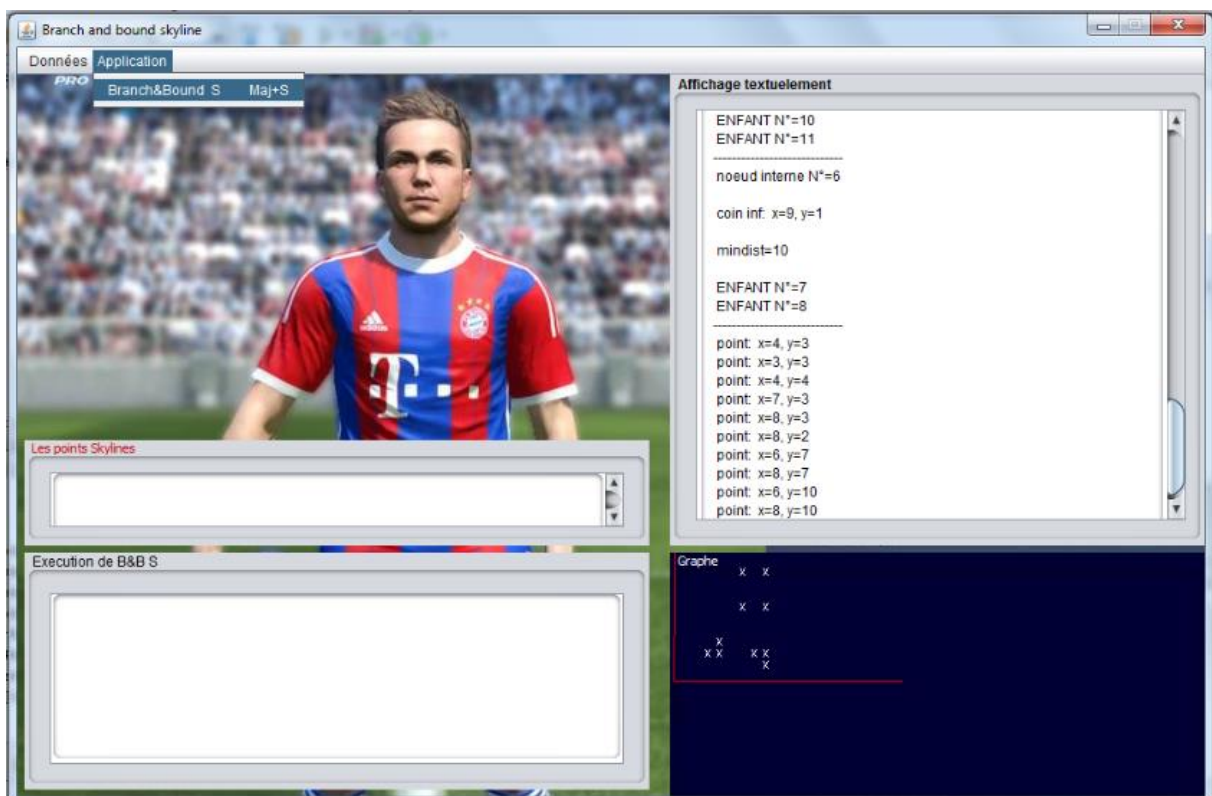 Branch and bound skyline
Données Application
Branch&Bound S Maj+S
PRO
Affichage textuelement
ENFANT N°=10
ENFANT N°=11
----------------------------
noeud interne N°=6
coin inf: x=9, y=1
mindist=10
ENFANT N°=7
ENFANT N°=8
----------------------------
point: x=4, y=3
point: x=3, y=3
point: x=4, y=4
point: x=7, y=3
point: x=8, y=3
point: x=8, y=2
point: x=6, y=7
point: x=8, y=7
point: x=6, y=10
point: x=8, y=10
adidas
T
Les points Skylines
Execution de B&B S
Graphe
x x
x x
x
x x x x
x